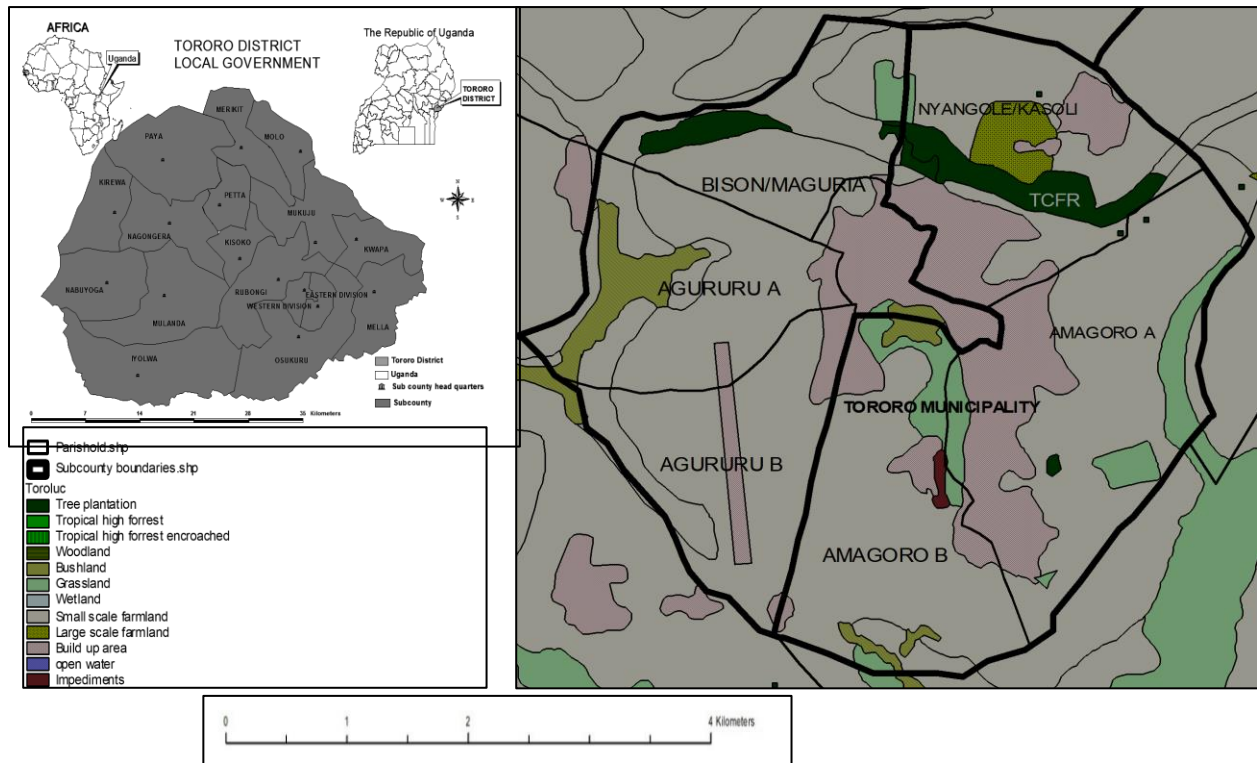 AFRICA
Uganda
TORORO DISTRICT
LOCAL GOVERNMENT
The Republic of Uganda
TORORO
DISTRICT
MERIKIT
PAYA
MOLO
KIREWA
PETTA
MUKUJU
NAGONGERA
KISOKO
KWAPA
NABUYOGA
RUBONGI
EASTERN DIVISION
WESTERN DIVISION
MULANDA
MELLA
IYOLWA
OSUKURU
N
W
E
S
Tororo District
Uganda
Sub county head quarters
Subcounty
0 7 14 21 28 35 Kilometers
Parishold.shp
Subcounty boundaries.shp
Toroluc
Tree plantation
Tropical high forrest
Tropical high forrest encroached
Woodland
Bushland
Grassland
Wetland
Small scale farmland
Large scale farmland
Build up area
open water
Impediments
NYANGOLE/KASOLI
BISON/MAGURIA
TCFR
AGURURU A
AMAGORO A
TORORO MUNICIPALITY
AGURURU B
AMAGORO B
0 1 2 4 Kilometers